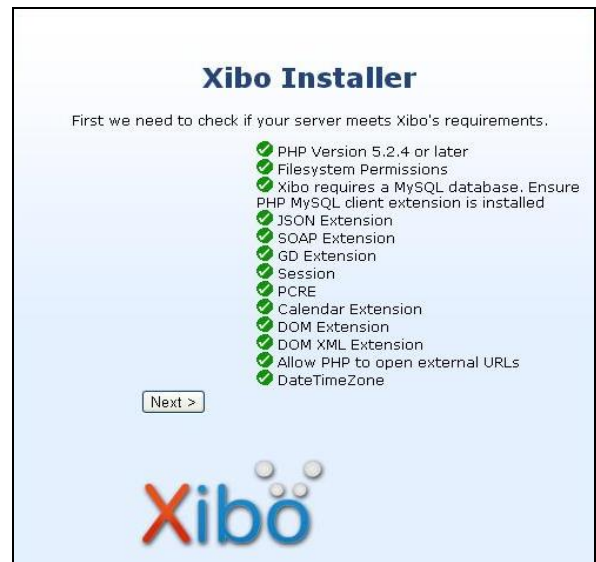 Xibo Installer
First we need to check if your server meets Xibo's requirements.
PHP Version 5.2.4 or later
Filesystem Permissions
Xibo requires a MySQL database. Ensure
PHP MySQL client extension is installed
JSON Extension
SOAP Extension
GD Extension
Session
PCRE
Calendar Extension
DOM Extension
DOM XML Extension
Allow PHP to open external URLs
DateTimeZone
Next >
Xibo